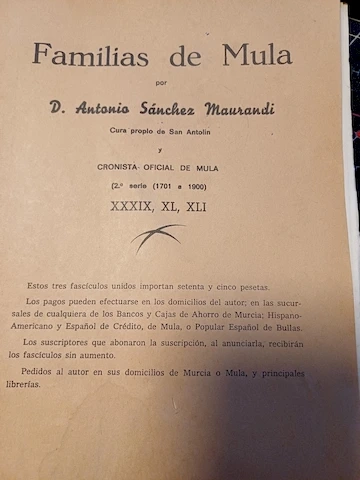 Familias de Mula
por
D. Antonio Sánchez Maurandi
Cura propio de San Antolín
y
CRONISTA OFICIAL DE MULA
(2.ª serie (1701 a 1900)
XXXIX, XL, XLI
Estos tres fascículos unidos importan setenta y cinco pesetas.
Los pagos pueden efectuarse en los domicilios del autor; en las sucur-
sales de cualquiera de los Bancos y Cajas de Ahorro de Murcia; Hispano-
Americano y Español de Crédito, de Mula, o Popular Español de Bullas.
Los suscriptores que abonaron la suscripción, al anunciarla, recibirán
los fascículos sin aumento.
Pedidos al autor en sus domicilios de Murcia o Mula, y principales
librerías.